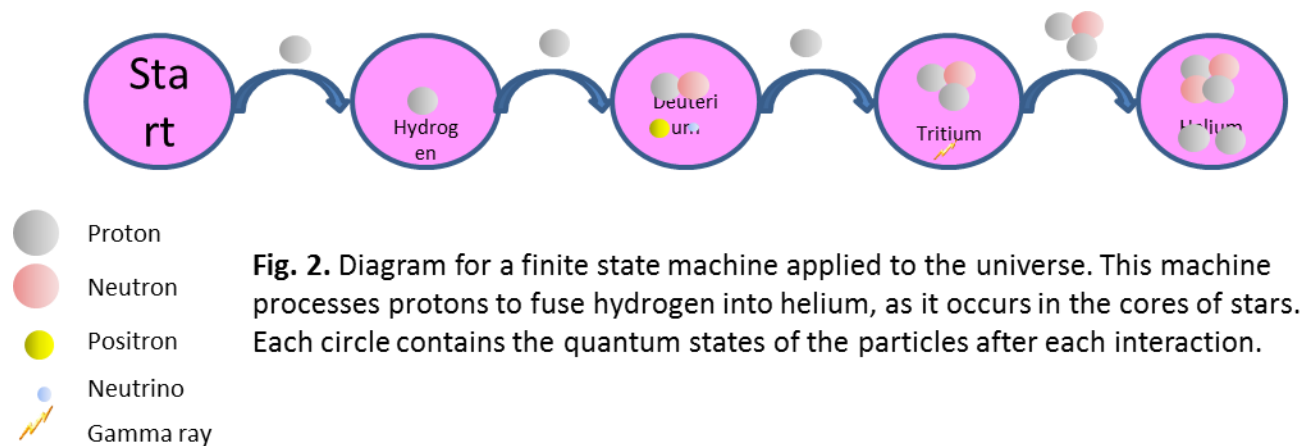 Sta
rt
Hydrog
en
Deuteri
um
Tritium
Helium
Proton
Neutron
Positron
Neutrino
Gamma ray
Fig. 2. Diagram for a finite state machine applied to the universe. This machine
processes protons to fuse hydrogen into helium, as it occurs in the cores of stars.
Each circle contains the quantum states of the particles after each interaction.